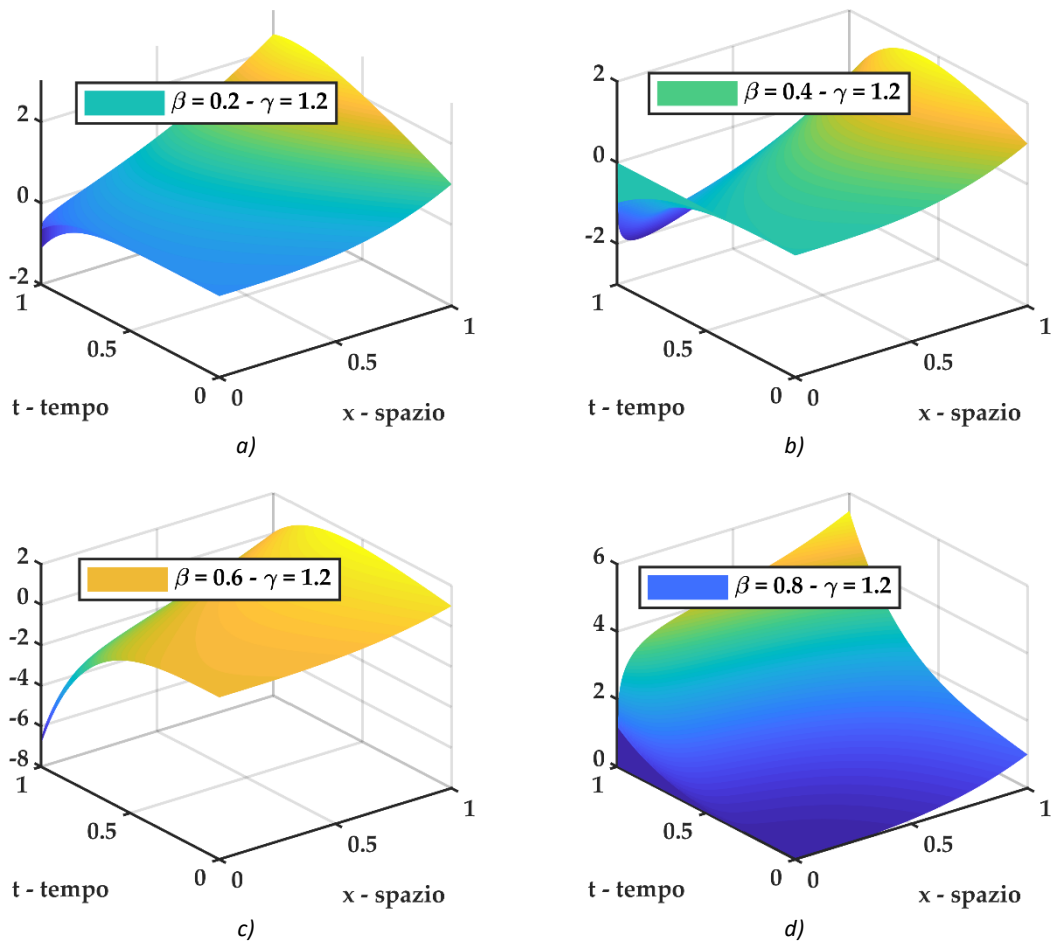 β = 0.2 - γ = 1.2
2
0
-2
1
0.5
0
0
0.5
1
t - tempo
x - spazio
a)
β = 0.4 - γ = 1.2
2
0
-2
1
0.5
0
0
0.5
1
t - tempo
x - spazio
b)
β = 0.6 - γ = 1.2
2
0
-2
-4
-6
-8
1
0.5
0
0
0.5
1
t - tempo
x - spazio
c)
β = 0.8 - γ = 1.2
6
4
2
0
1
0.5
0
0
0.5
1
t - tempo
x - spazio
d)